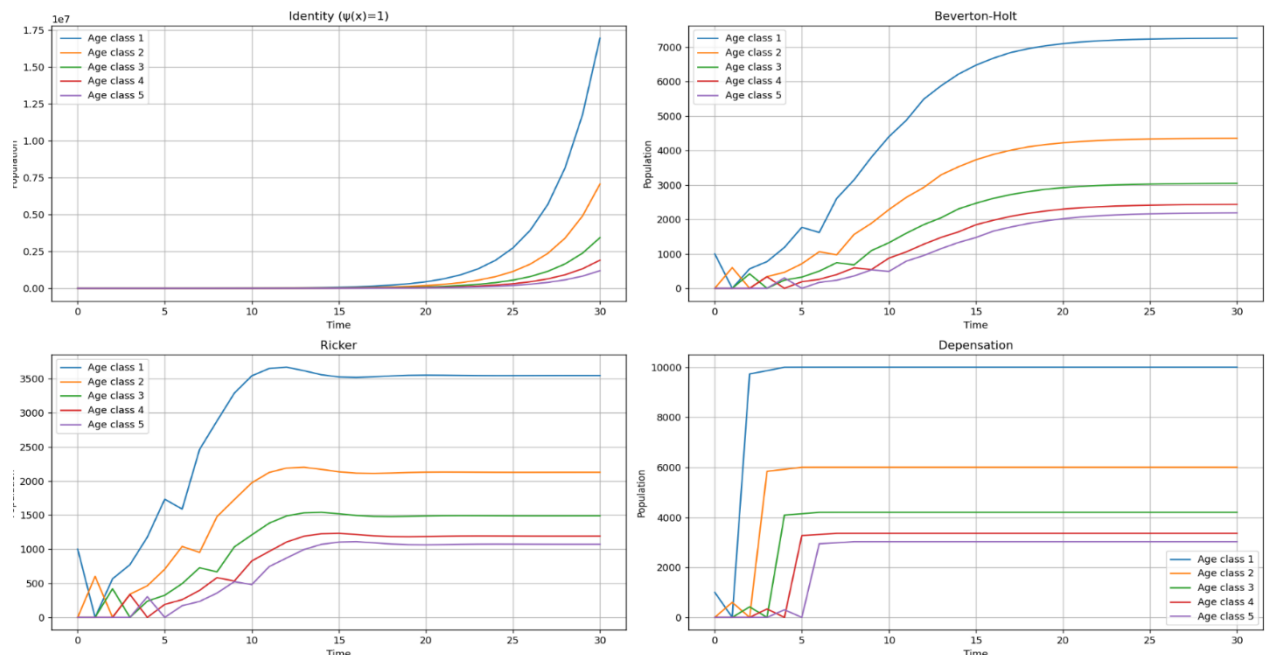 Identity (ψ(x)=1)
1e7
1.75
1.50
1.25
1.00
0.75
0.50
0.25
0.00
Population
Age class 1
Age class 2
Age class 3
Age class 4
Age class 5
0 5 10 15 20 25 30
Time
Beverton-Holt
7000
6000
5000
4000
3000
2000
1000
0
Population
Age class 1
Age class 2
Age class 3
Age class 4
Age class 5
0 5 10 15 20 25 30
Time
Ricker
3500
3000
2500
2000
1500
1000
500
0
Population
Age class 1
Age class 2
Age class 3
Age class 4
Age class 5
0 5 10 15 20 25 30
Time
Depensation
10000
8000
6000
4000
2000
0
Population
Age class 1
Age class 2
Age class 3
Age class 4
Age class 5
0 5 10 15 20 25 30
Time